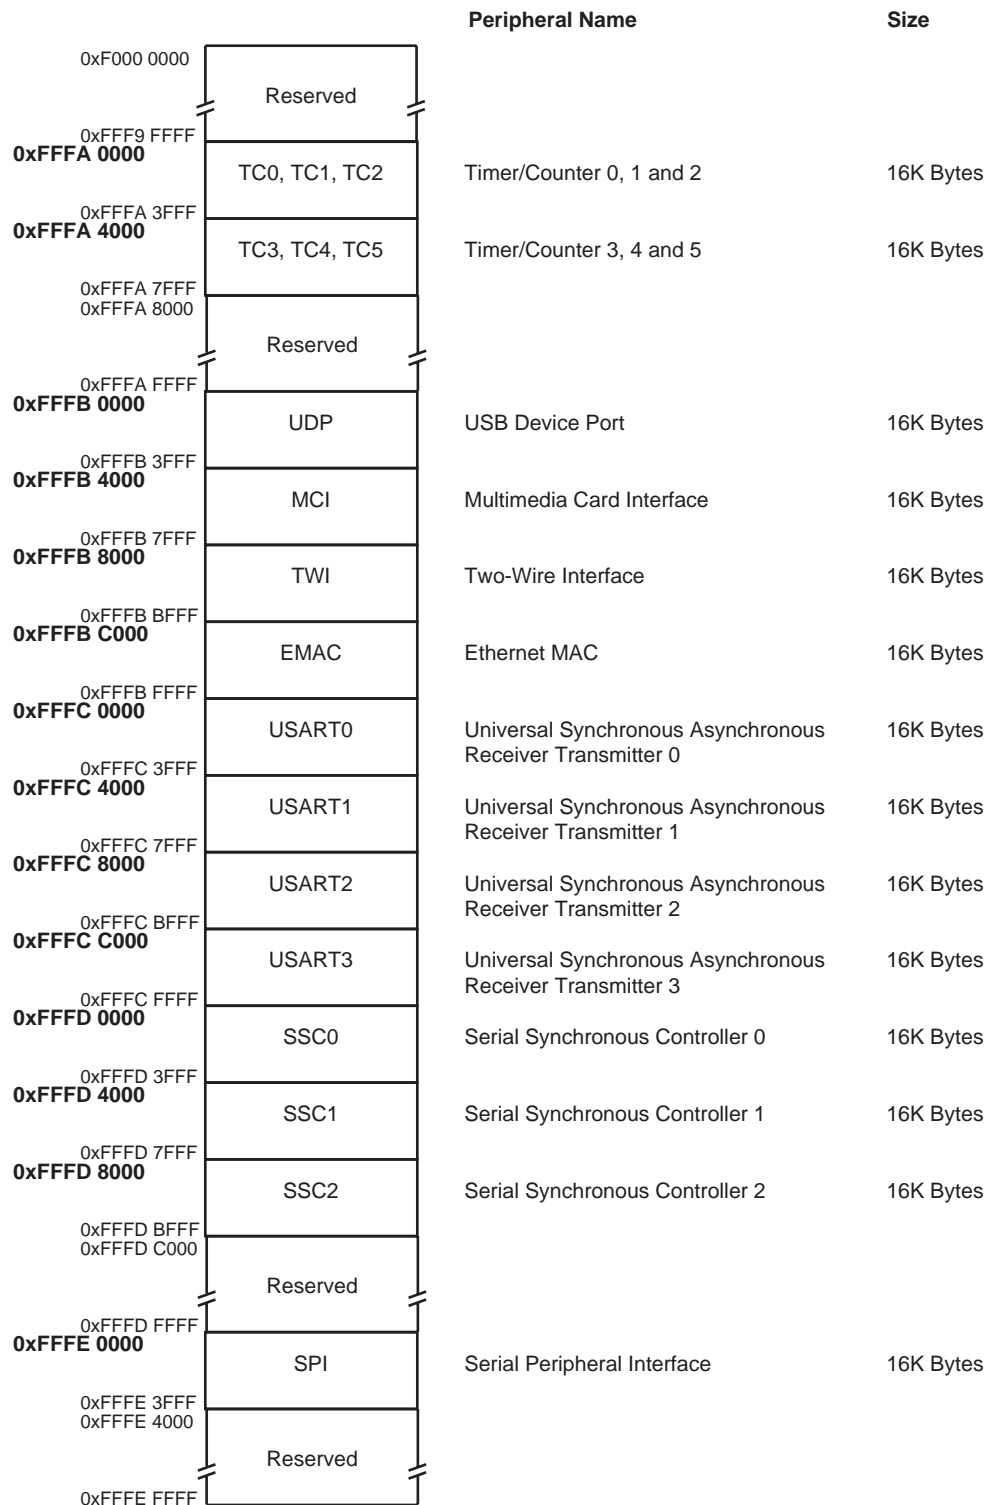 Peripheral Name Size
0xF000 0000
Reserved
0xFFF9 FFFF
0xFFFA 0000
TC0, TC1, TC2 Timer/Counter 0, 1 and 2 16K Bytes
0xFFFA 3FFF
0xFFFA 4000
TC3, TC4, TC5 Timer/Counter 3, 4 and 5 16K Bytes
0xFFFA 7FFF
0xFFFA 8000
Reserved
0xFFFA FFFF
0xFFFB 0000
UDP USB Device Port 16K Bytes
0xFFFB 3FFF
0xFFFB 4000
MCI Multimedia Card Interface 16K Bytes
0xFFFB 7FFF
0xFFFB 8000
TWI Two-Wire Interface 16K Bytes
0xFFFB BFFF
0xFFFB C000
EMAC Ethernet MAC 16K Bytes
0xFFFB FFFF
0xFFFC 0000
USART0 Universal Synchronous Asynchronous 16K Bytes
Receiver Transmitter 0
0xFFFC 3FFF
0xFFFC 4000
USART1 Universal Synchronous Asynchronous 16K Bytes
Receiver Transmitter 1
0xFFFC 7FFF
0xFFFC 8000
USART2 Universal Synchronous Asynchronous 16K Bytes
Receiver Transmitter 2
0xFFFC BFFF
0xFFFC C000
USART3 Universal Synchronous Asynchronous 16K Bytes
Receiver Transmitter 3
0xFFFC FFFF
0xFFFD 0000
SSC0 Serial Synchronous Controller 0 16K Bytes
0xFFFD 3FFF
0xFFFD 4000
SSC1 Serial Synchronous Controller 1 16K Bytes
0xFFFD 7FFF
0xFFFD 8000
SSC2 Serial Synchronous Controller 2 16K Bytes
0xFFFD BFFF
0xFFFD C000
Reserved
0xFFFD FFFF
0xFFFE 0000
SPI Serial Peripheral Interface 16K Bytes
0xFFFE 3FFF
0xFFFE 4000
Reserved
0xFFFE FFFF